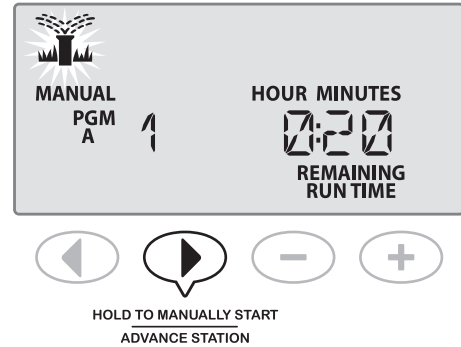 MANUAL HOUR MINUTES
PGM
A 1 0:20
REMAINING
RUN TIME
- +
HOLD TO MANUALLY START
ADVANCE STATION